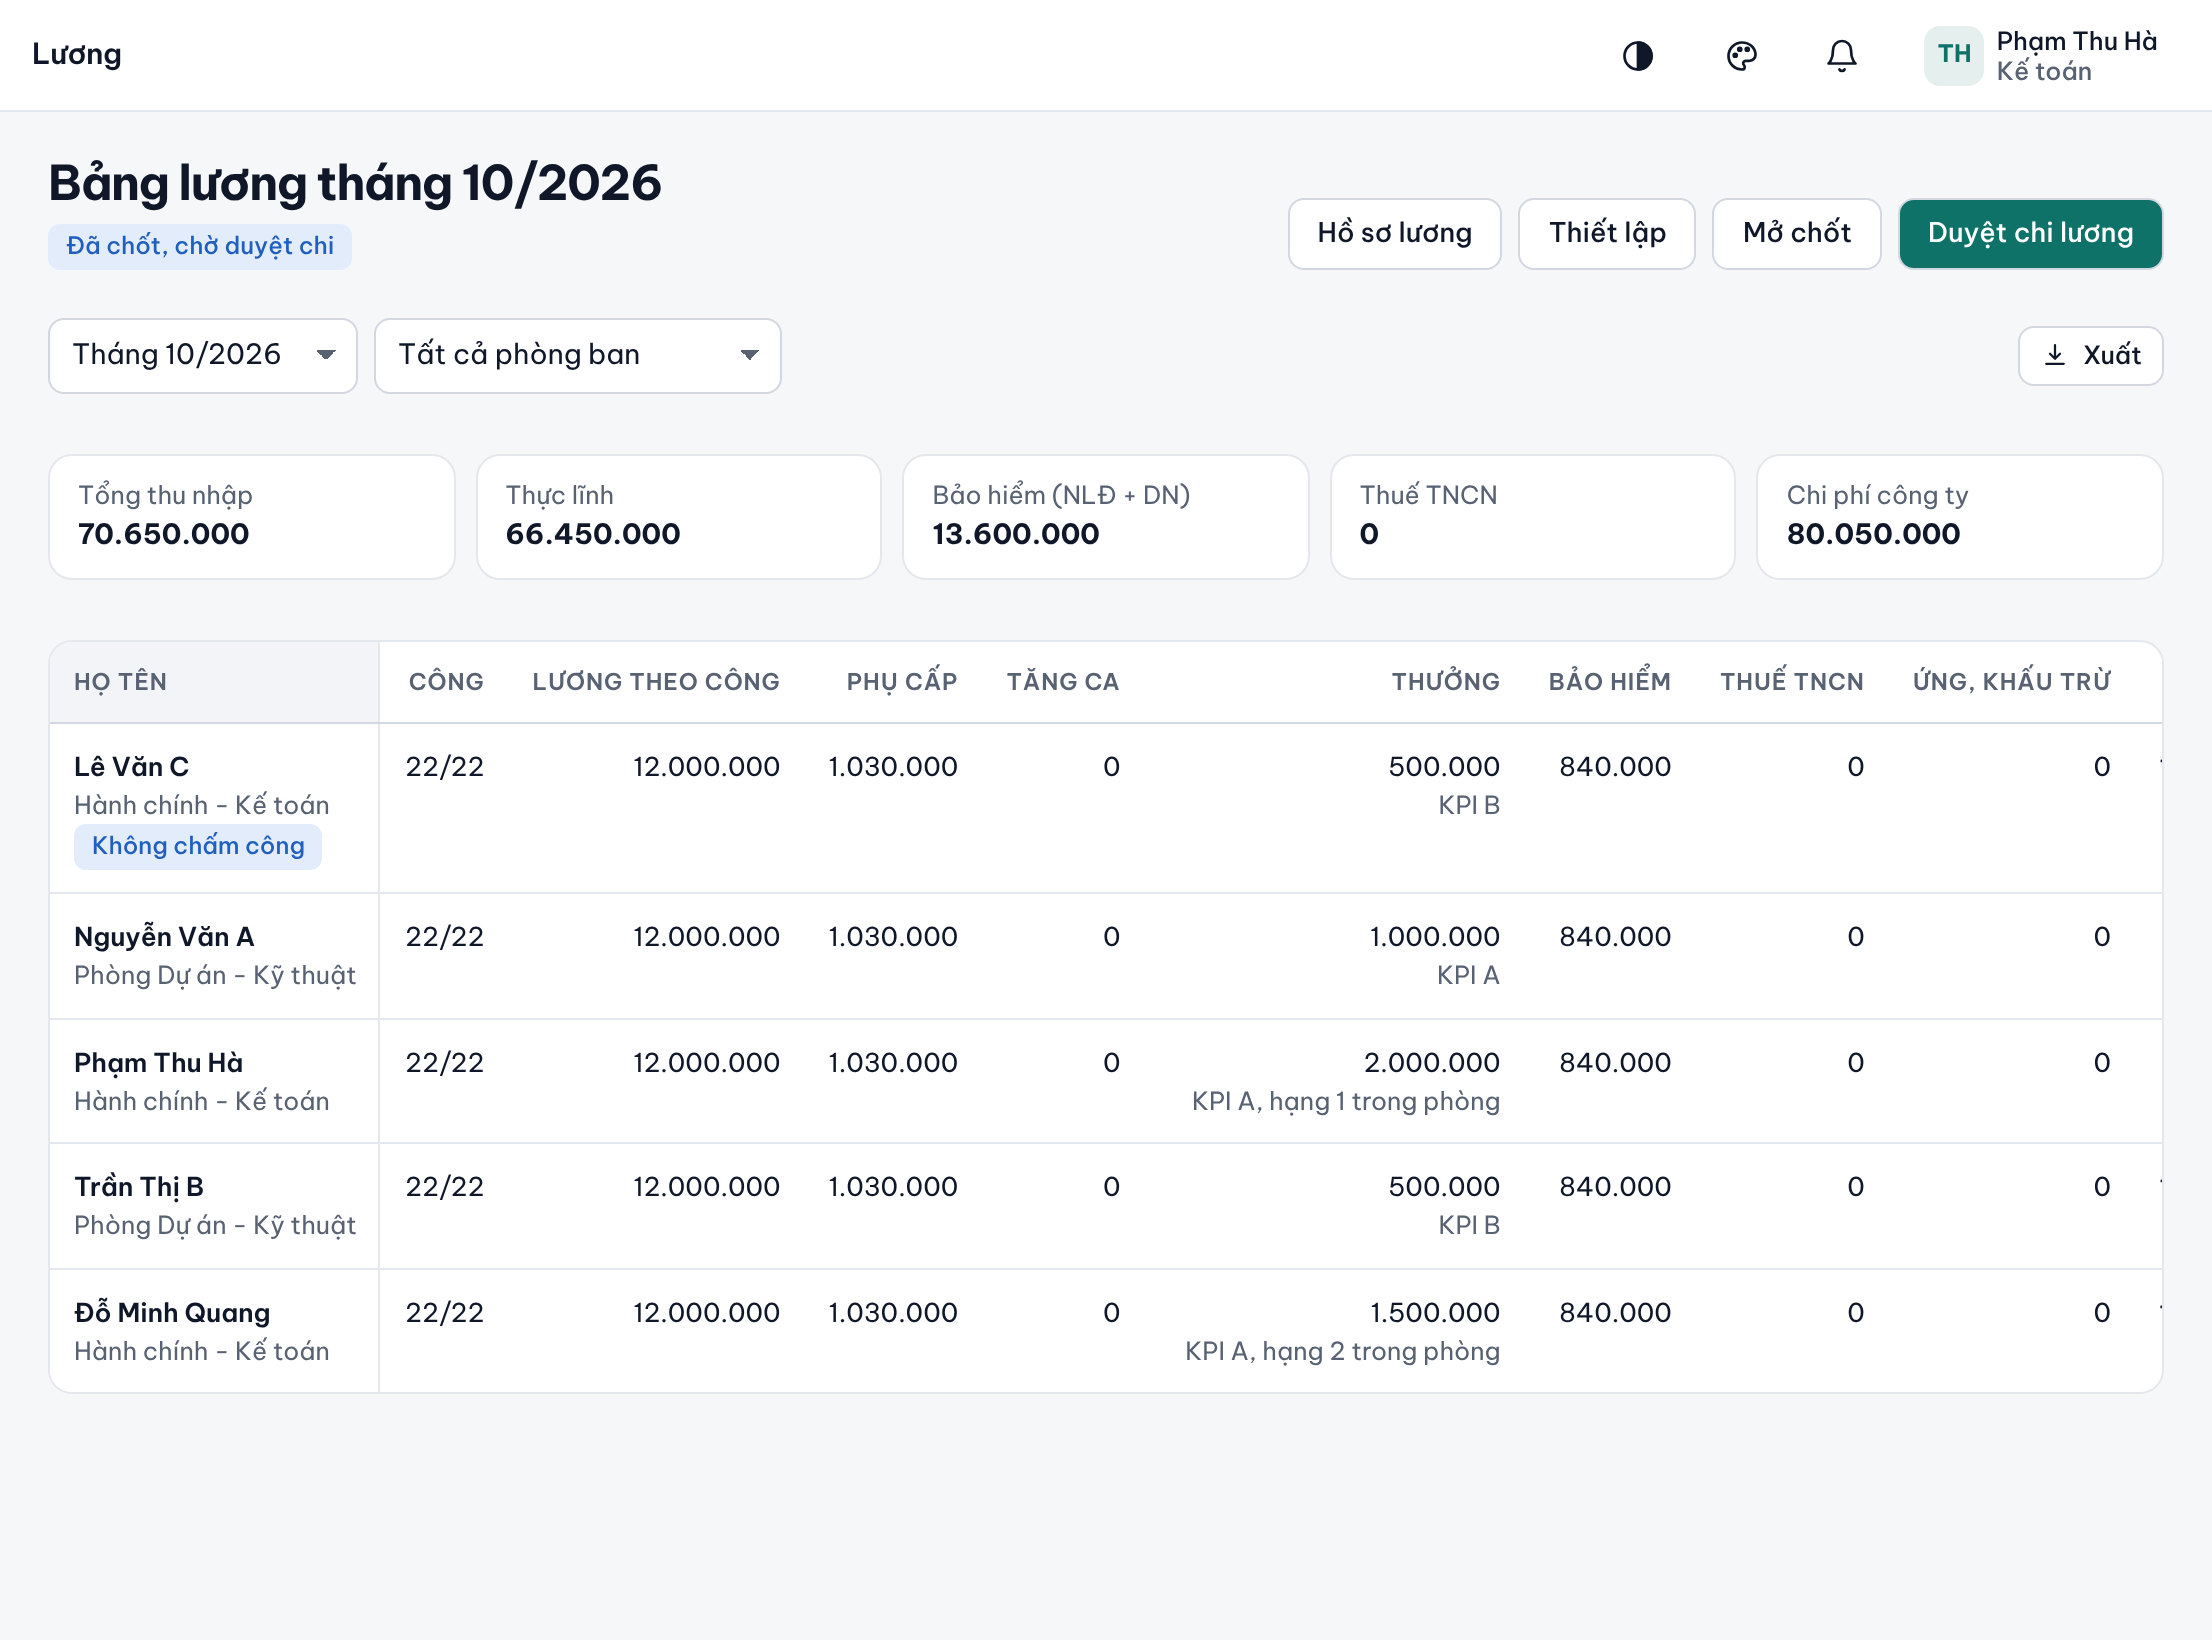 Lương
TH
Phạm Thu Hà
Kế toán
Bảng lương tháng 10/2026
Đã chốt, chờ duyệt chi
Hồ sơ lương
Thiết lập
Mở chốt
Duyệt chi lương
Tháng 10/2026
Tất cả phòng ban
Xuất
Tổng thu nhập
70.650.000
Thực lĩnh
66.450.000
Bảo hiểm (NLĐ + DN)
13.600.000
Thuế TNCN
0
Chi phí công ty
80.050.000
HỌ TÊN CÔNG LƯƠNG THEO CÔNG PHỤ CẤP TĂNG CA THƯỞNG BẢO HIỂM THUẾ TNCN ỨNG, KHẤU TRỪ
Lê Văn C 22/22 12.000.000 1.030.000 0 500.000 840.000 0 0
Hành chính - Kế toán KPI B
Không chấm công
Nguyễn Văn A 22/22 12.000.000 1.030.000 0 1.000.000 840.000 0 0
Phòng Dự án - Kỹ thuật KPI A
Phạm Thu Hà 22/22 12.000.000 1.030.000 0 2.000.000 840.000 0 0
Hành chính - Kế toán KPI A, hạng 1 trong phòng
Trần Thị B 22/22 12.000.000 1.030.000 0 500.000 840.000 0 0
Phòng Dự án - Kỹ thuật KPI B
Đỗ Minh Quang 22/22 12.000.000 1.030.000 0 1.500.000 840.000 0 0
Hành chính - Kế toán KPI A, hạng 2 trong phòng